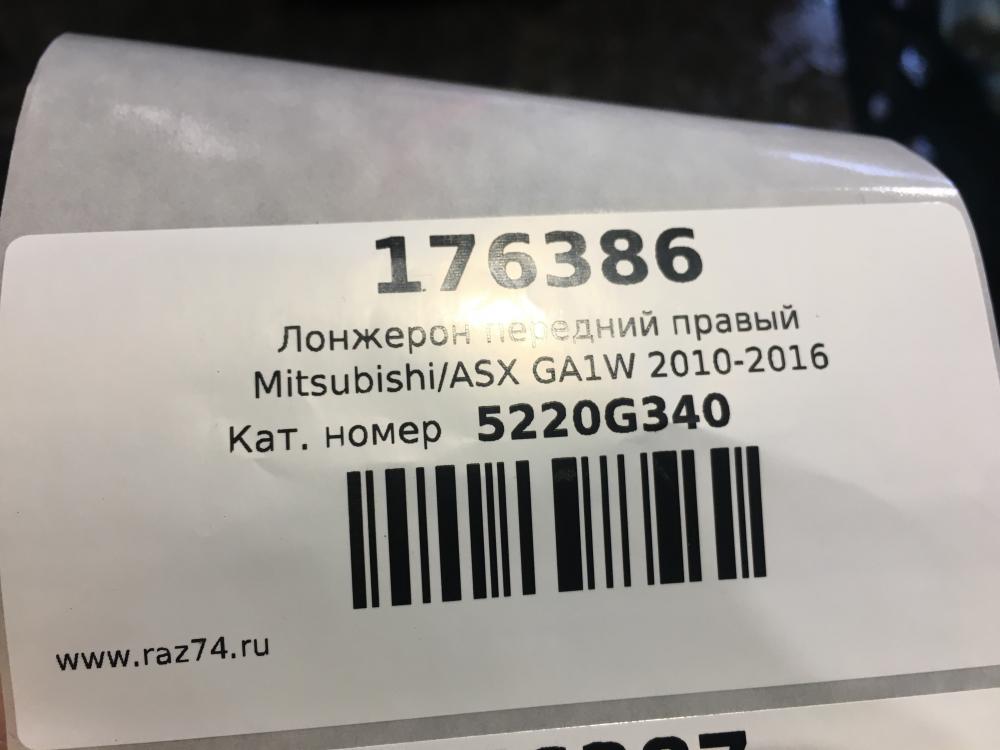 176386
Лонжерон передний правый
Mitsubishi/ASX GA1W 2010-2016
Кат. номер 5220G340
www.raz74.ru